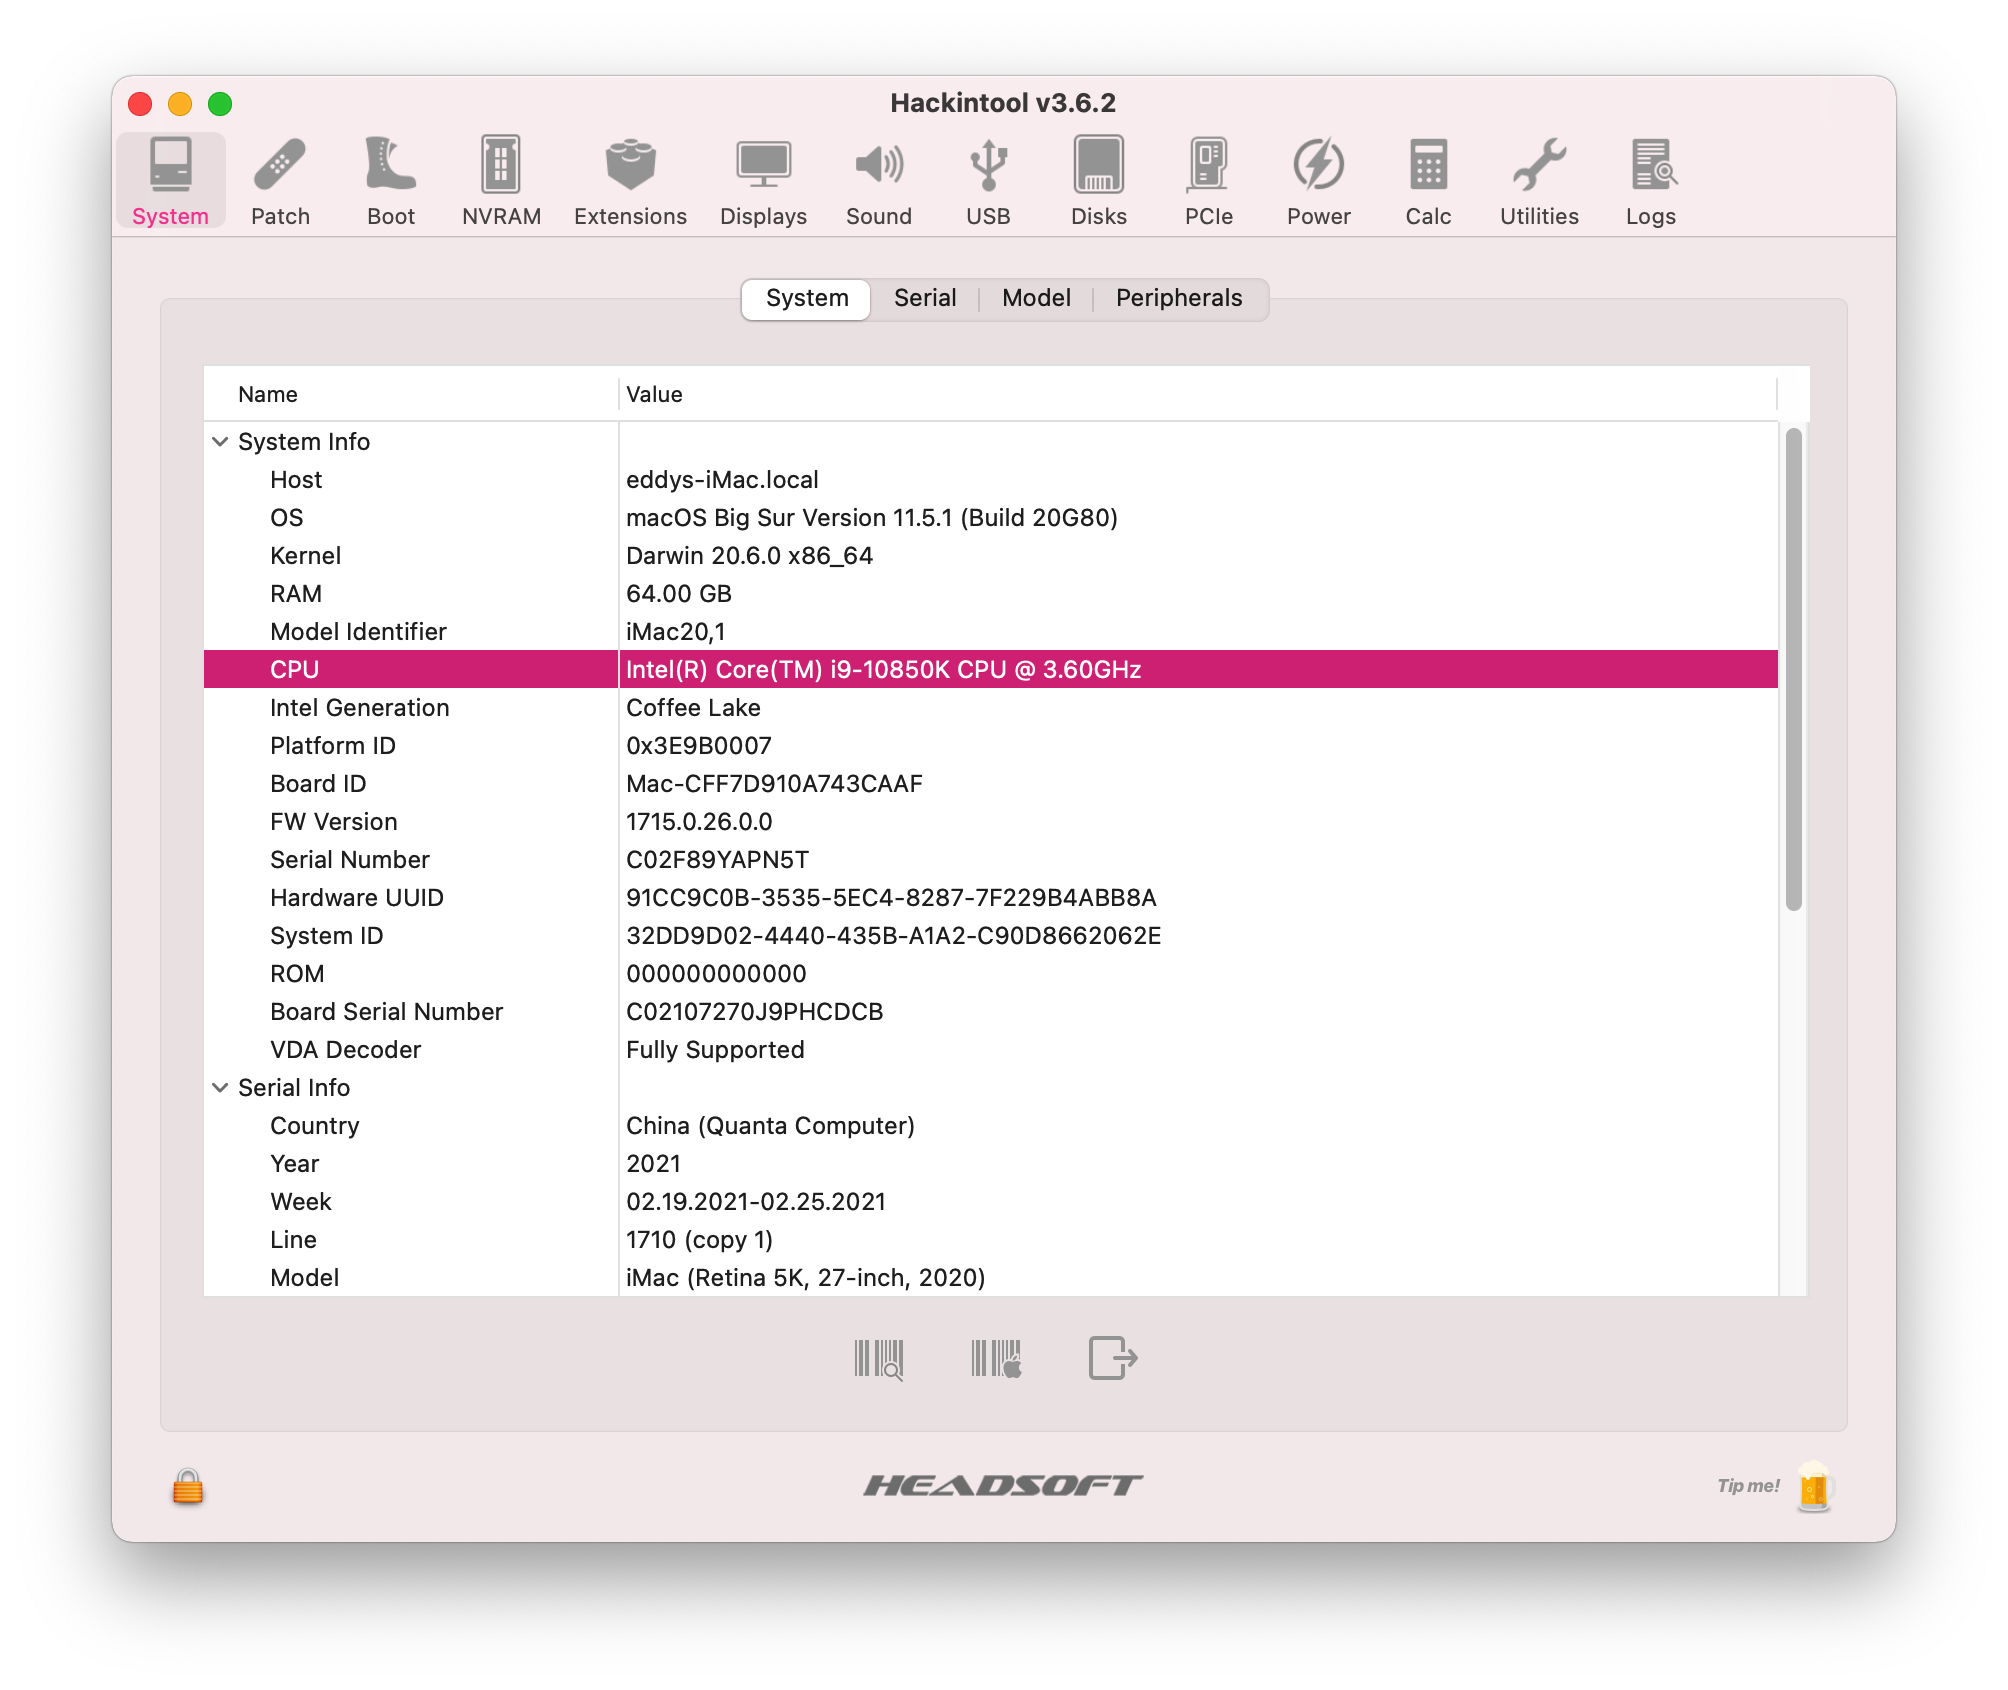 Hackintool v3.6.2
System Patch Boot NVRAM Extensions Displays Sound USB Disks PCIe Power Calc Utilities Logs
System Serial Model Peripherals
Name Value
System Info
Host eddys-iMac.local
OS macOS Big Sur Version 11.5.1 (Build 20G80)
Kernel Darwin 20.6.0 x86_64
RAM 64.00 GB
Model Identifier iMac20,1
CPU Intel(R) Core(TM) i9-10850K CPU @ 3.60GHz
Intel Generation Coffee Lake
Platform ID 0x3E9B0007
Board ID Mac-CFF7D910A743CAAF
FW Version 1715.0.26.0.0
Serial Number C02F89YAPN5T
Hardware UUID 91CC9C0B-3535-5EC4-8287-7F229B4ABB8A
System ID 32DD9D02-4440-435B-A1A2-C90D8662062E
ROM 000000000000
Board Serial Number C02107270J9PHCDCB
VDA Decoder Fully Supported
Serial Info
Country China (Quanta Computer)
Year 2021
Week 02.19.2021-02.25.2021
Line 1710 (copy 1)
Model iMac (Retina 5K, 27-inch, 2020)
HEADSOFT
Tip me!